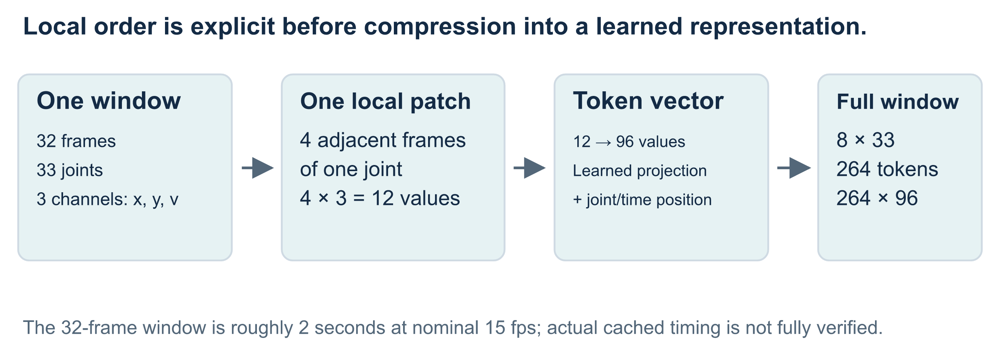 Local order is explicit before compression into a learned representation.
One window
32 frames
33 joints
3 channels: x, y, v
One local patch
4 adjacent frames
of one joint
4 × 3 = 12 values
Token vector
12 → 96 values
Learned projection
+ joint/time position
Full window
8 × 33
264 tokens
264 × 96
The 32-frame window is roughly 2 seconds at nominal 15 fps; actual cached timing is not fully verified.